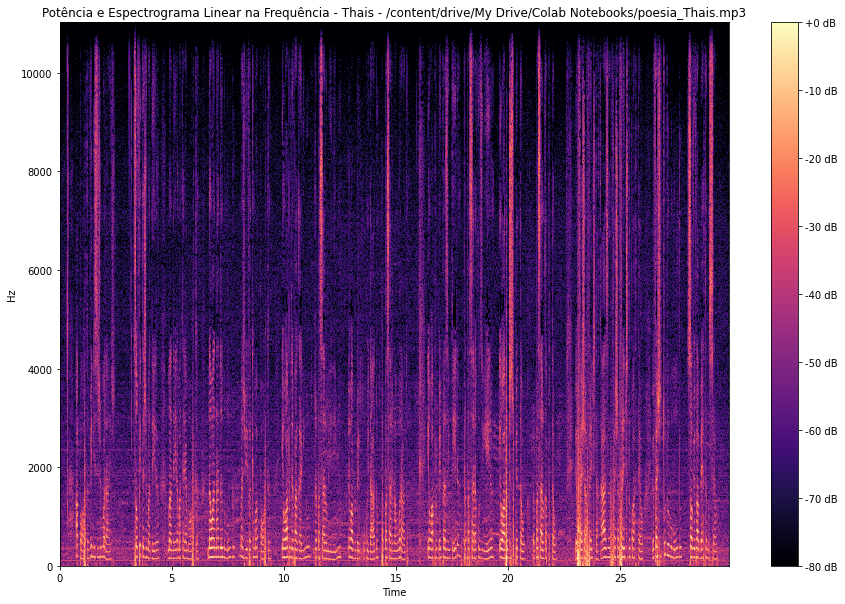 Potência e Espectrograma Linear na Frequência - Thais - /content/drive/My Drive/Colab Notebooks/poesia_Thais.mp3
10000
8000
6000
4000
2000
0
Hz
0
5
10
15
20
25
Time
+0 dB
-10 dB
-20 dB
-30 dB
-40 dB
-50 dB
-60 dB
-70 dB
-80 dB